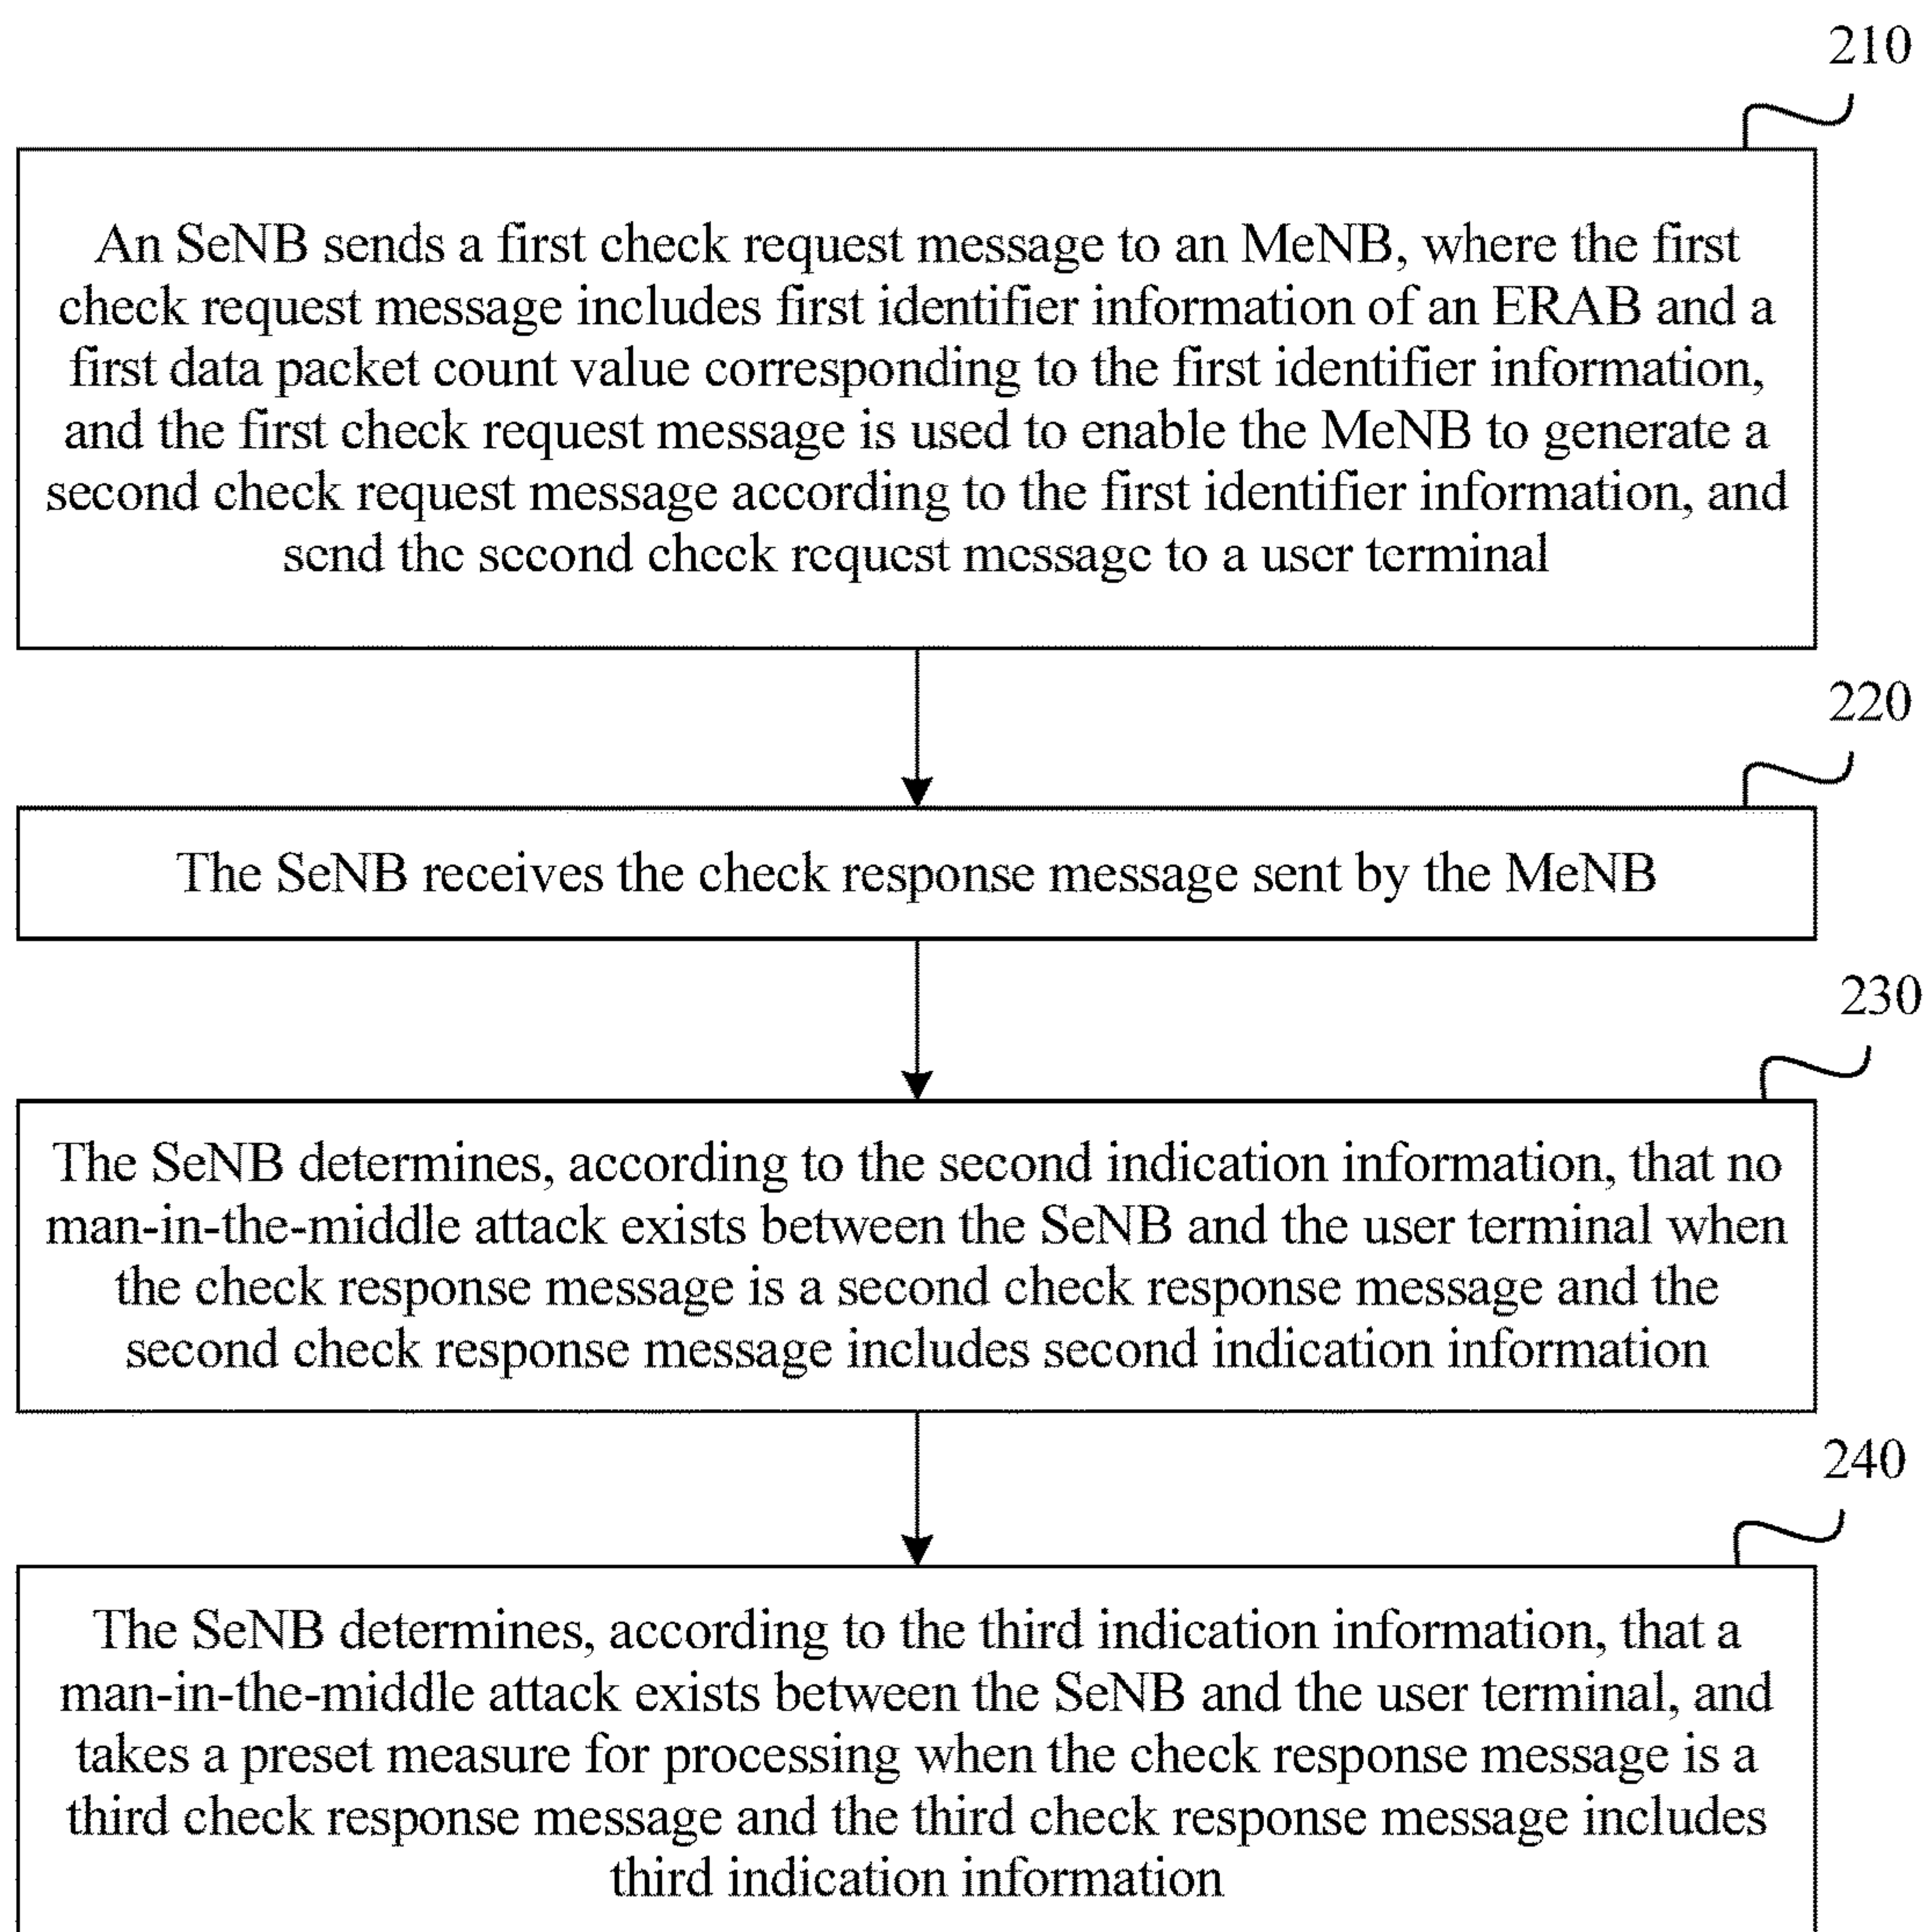 210
An SeNB sends a first check request message to an MeNB, where the first
check request message includes first identifier information of an ERAB and a
first data packet count value corresponding to the first identifier information,
and the first check request message is used to enable the MeNB to generate a
second check request message according to the first identifier information, and
send the second check request message to a user terminal
220
The SeNB receives the check response message sent by the MeNB
230
The SeNB determines, according to the second indication information, that no
man-in-the-middle attack exists between the SeNB and the user terminal when
the check response message is a second check response message and the
second check response message includes second indication information
240
The SeNB determines, according to the third indication information, that a
man-in-the-middle attack exists between the SeNB and the user terminal, and
takes a preset measure for processing when the check response message is a
third check response message and the third check response message includes
third indication information